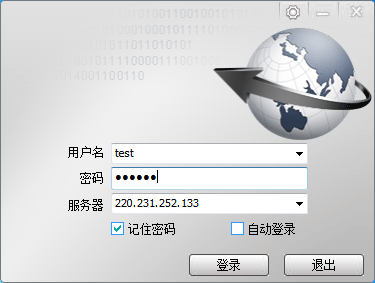 用户名 test
密码 ●●●●●●
服务器 220.231.252.133
记住密码 自动登录
登录 退出